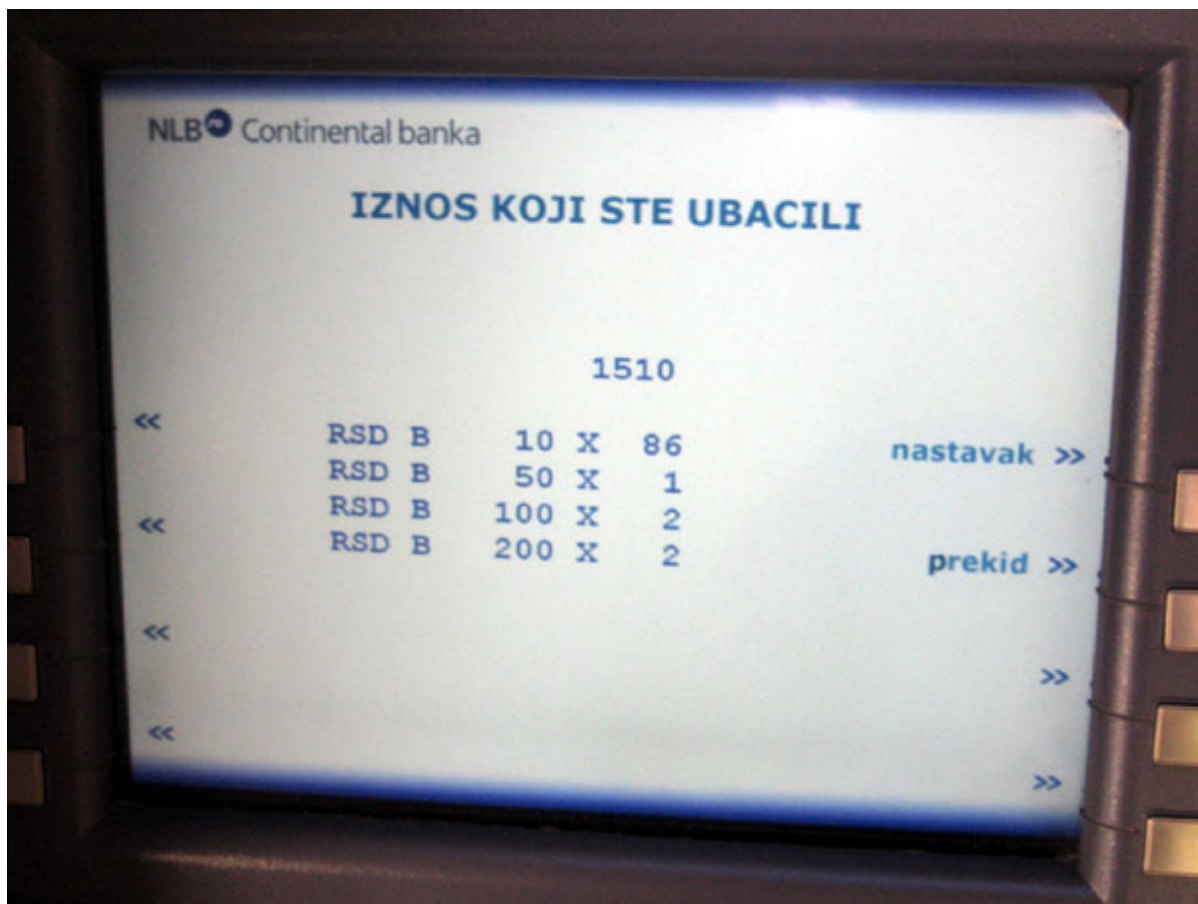 NLB Continental banka
IZNOS KOJI STE UBACILI
1510
<< RSD B 10 X 86 nastavak >>
RSD B 50 X 1
<< RSD B 100 X 2
RSD B 200 X 2 prekid >>
<< >>
<< >>